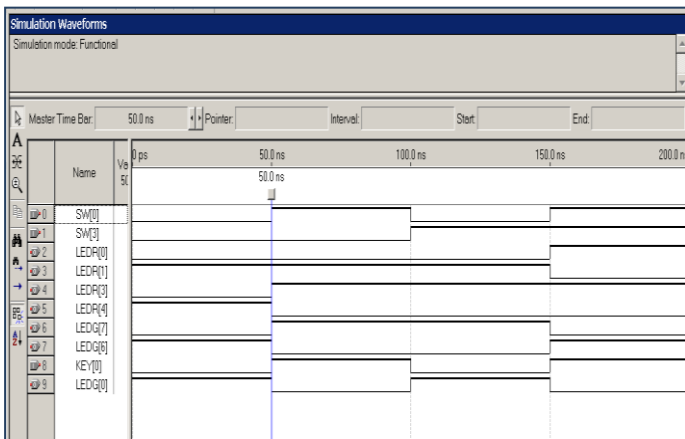 Simulation Waveforms
Simulation mode: Functional
Master Time Bar: 50.0 ns Pointer: Interval: Start: End:
Name
Va
50
0 ps 50.0 ns 100.0 ns 150.0 ns 200.0 n
50.0 ns
0 SW[0]
1 SW[3]
2 LEDR[0]
3 LEDR[1]
4 LEDR[3]
5 LEDR[4]
6 LEDG[7]
7 LEDG[6]
8 KEY[0]
9 LEDG[0]